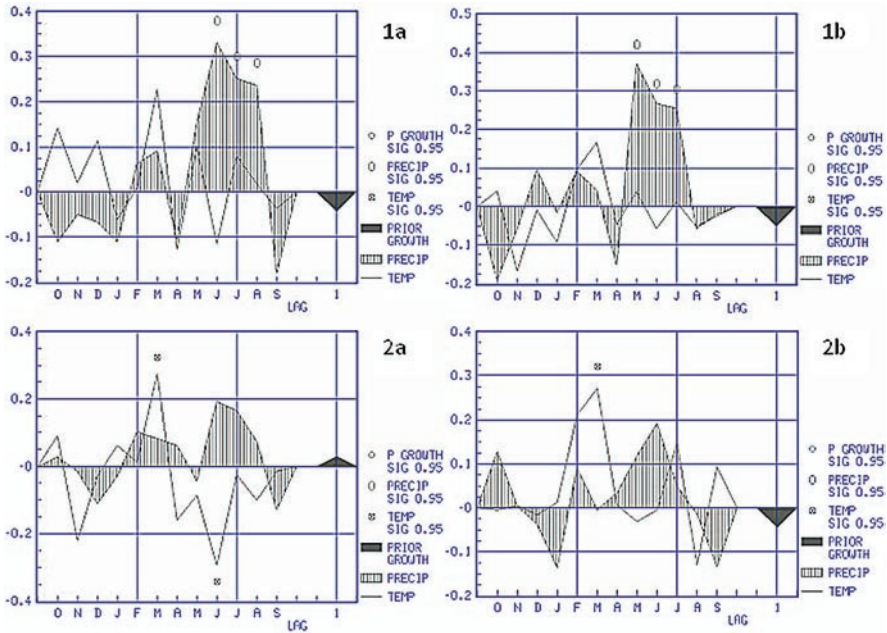 1a
0.4
0.3
0.2
0.1
-0
-0.1
-0.2
O N D J F M A M J J A S 1
LAG
P GROWTH
SIG 0.95
PRECIP
SIG 0.95
TEMP
SIG 0.95
PRIOR
GROWTH
PRECIP
TEMP
1b
0.5
0.4
0.3
0.2
0.1
-0
-0.1
-0.2
O N D J F M A M J J A S 1
LAG
P GROWTH
SIG 0.95
PRECIP
SIG 0.95
TEMP
SIG 0.95
PRIOR
GROWTH
PRECIP
TEMP
2a
0.4
0.2
-0
-0.2
-0.4
O N D J F M A M J J A S 1
LAG
P GROWTH
SIG 0.95
PRECIP
SIG 0.95
TEMP
SIG 0.95
PRIOR
GROWTH
PRECIP
TEMP
2b
0.4
0.3
0.2
0.1
-0
-0.1
-0.2
O N D J F M A M J J A S 1
LAG
P GROWTH
SIG 0.95
PRECIP
SIG 0.95
TEMP
SIG 0.95
PRIOR
GROWTH
PRECIP
TEMP